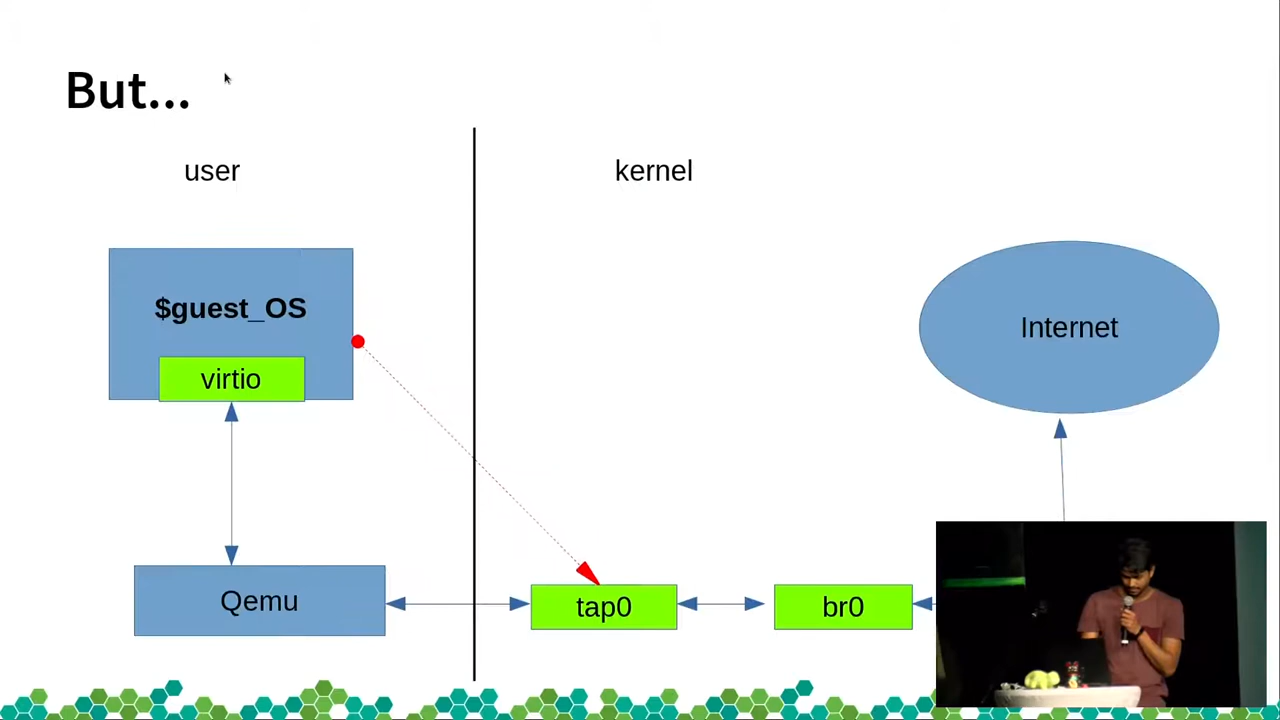 But...
user
kernel
$guest_OS
virtio
Internet
Qemu
tap0
br0